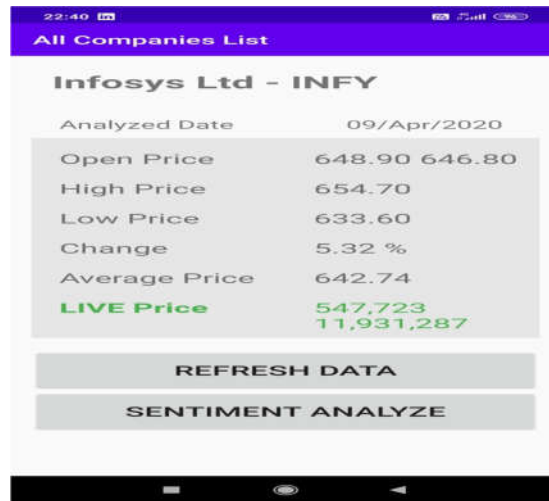 22:40 in
All Companies List
Infosys Ltd - INFY
Analyzed Date 09/Apr/2020
Open Price 648.90 646.80
High Price 654.70
Low Price 633.60
Change 5.32 %
Average Price 642.74
LIVE Price 547,723
11,931,287
REFRESH DATA
SENTIMENT ANALYZE